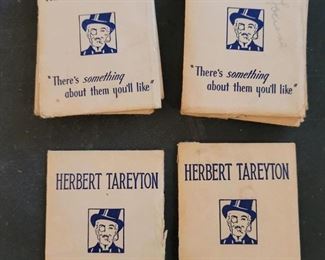 "There's something
about them you'll like"
"There's something
about them you'll like"
HERBERT TAREYTON
HERBERT TAREYTON